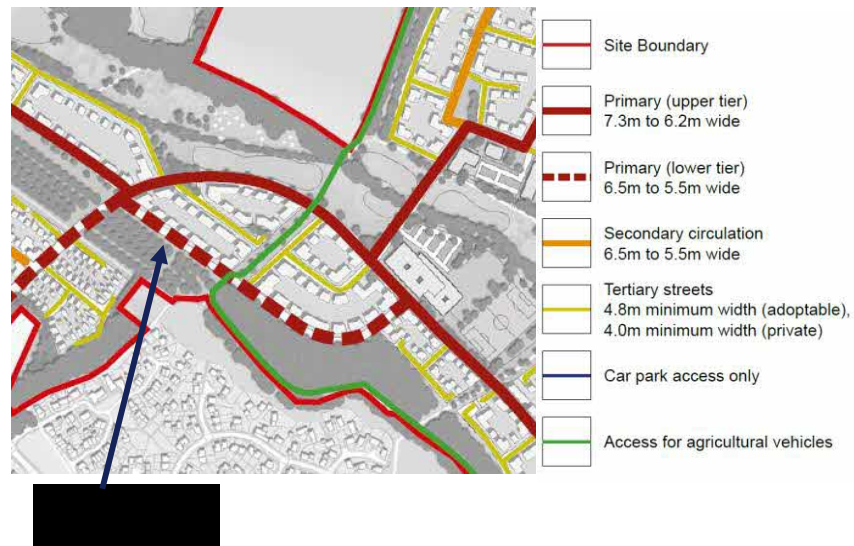 Site Boundary
Primary (upper tier)
7.3m to 6.2m wide
Primary (lower tier)
6.5m to 5.5m wide
Secondary circulation
6.5m to 5.5m wide
Tertiary streets
4.8m minimum width (adoptable),
4.0m minimum width (private)
Car park access only
Access for agricultural vehicles